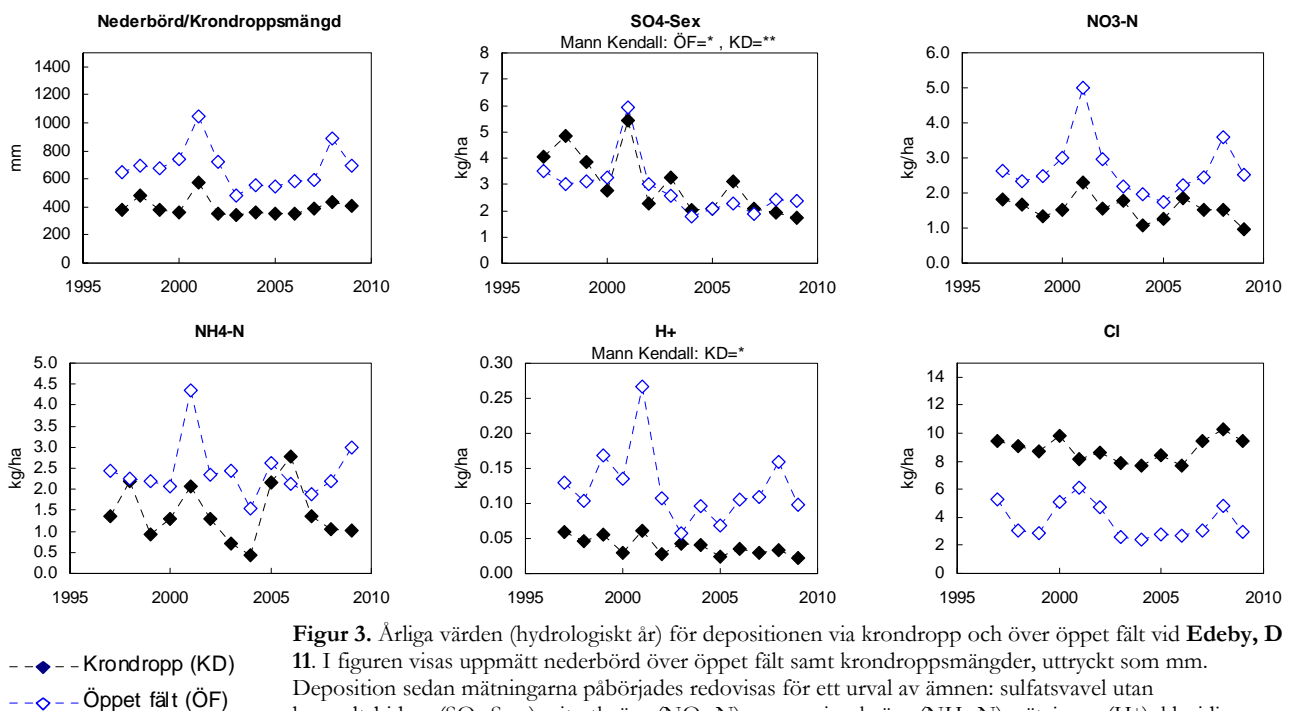 Nederbörd/Krondroppsmängd
1400
1200
1000
800
600
400
200
0
mm
1995 2000 2005 2010
SO4-Sex
Mann Kendall: ÖF=* , KD=**
8
7
6
5
4
3
2
1
0
kg/ha
1995 2000 2005 2010
NO3-N
6.0
5.0
4.0
3.0
2.0
1.0
0.0
kg/ha
1995 2000 2005 2010
NH4-N
5.0
4.5
4.0
3.5
3.0
2.5
2.0
1.5
1.0
0.5
0.0
kg/ha
1995 2000 2005 2010
H+
Mann Kendall: KD=*
0.30
0.25
0.20
0.15
0.10
0.05
0.00
kg/ha
1995 2000 2005 2010
Cl
14
12
10
8
6
4
2
0
kg/ha
1995 2000 2005 2010
Krondropp (KD)
Öppet fält (ÖF)
Figur 3. Årliga värden (hydrologiskt år) för depositionen via krondropp och över öppet fält vid Edeby, D
11. I figuren visas uppmätt nederbörd över öppet fält samt krondroppsmängder, uttryckt som mm.
Deposition sedan mätningarna påbörjades redovisas för ett urval av ämnen: sulfatsvavel utan